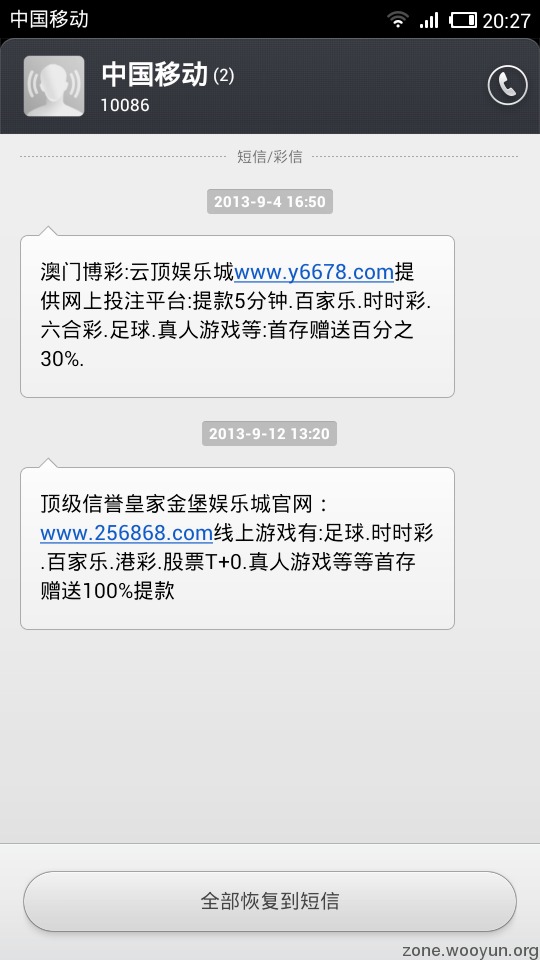 中国移动 20:27
中国移动 (2)
10086
短信/彩信
2013-9-4 16:50
澳门博彩:云顶娱乐城www.y6678.com提
供网上投注平台:提款5分钟.百家乐.时时彩.
六合彩.足球.真人游戏等:首存赠送百分之
30%.
2013-9-12 13:20
顶级信誉皇家金堡娱乐城官网：
www.256868.com线上游戏有:足球.时时彩
.百家乐.港彩.股票T+0.真人游戏等等首存
赠送100%提款
全部恢复到短信
zone.wooyun.org